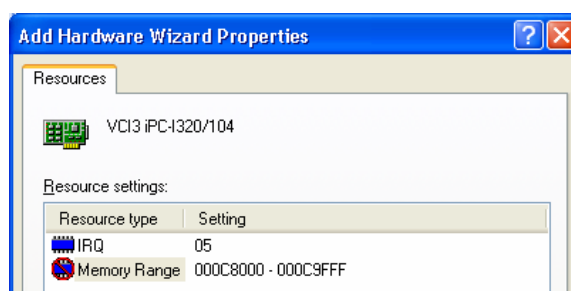 Add Hardware Wizard Properties
Resources
VCI3 iPC-I320/104
Resource settings:
Resource type Setting
IRQ 05
Memory Range 000C8000 - 000C9FFF